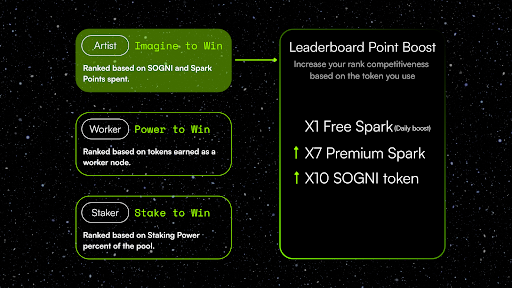 Artist Imagine to Win
Ranked based on SOGNI and Spark
Points spent.
Worker Power to Win
Ranked based on tokens earned as a
worker node.
Staker Stake to Win
Ranked based on Staking Power
percent of the pool.
Leaderboard Point Boost
Increase your rank competitiveness
based on the token you use
X1 Free Spark (Daily boost)
X7 Premium Spark
X10 SOGNI token